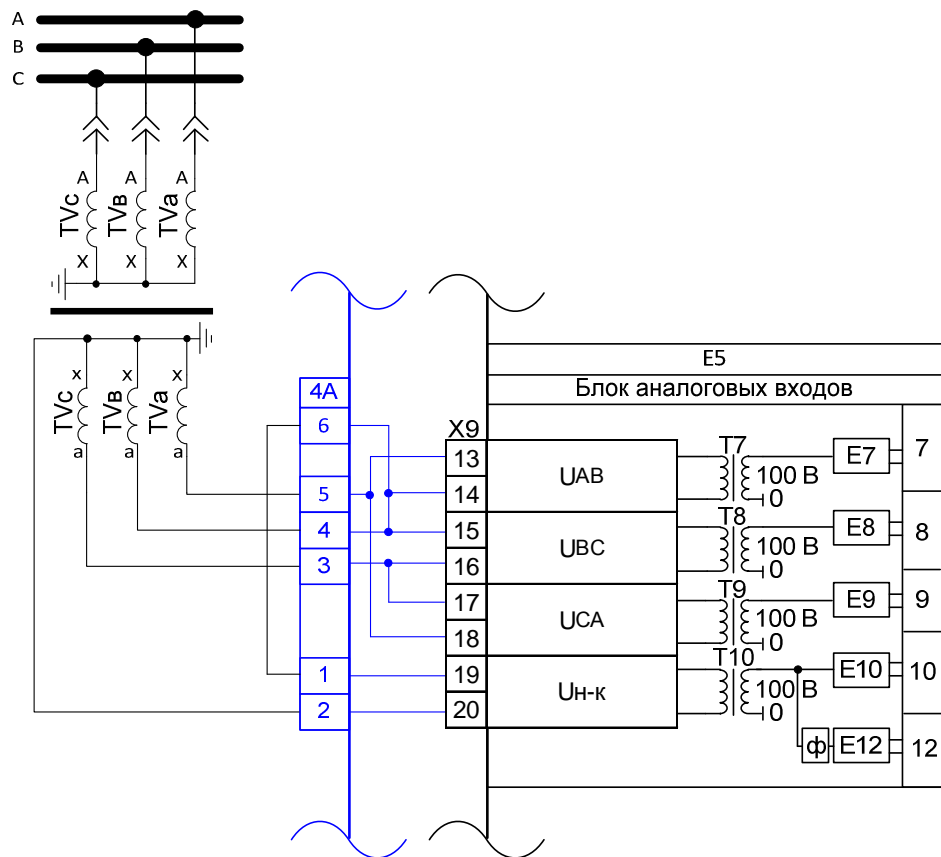 A
B
C
A A A
TVc TVв TVa
X X X
x x x
TVc TVв TVa
a a a
4A
6
5
4
3
1
2
X9
13
14
15
16
17
18
19
20
E5
Блок аналоговых входов
UAB
UBC
UCA
Uн-к
T7
100 В
0
E7
7
T8
100 В
0
E8
8
T9
100 В
0
E9
9
T10
100 В
0
E10
10
ф
E12
12